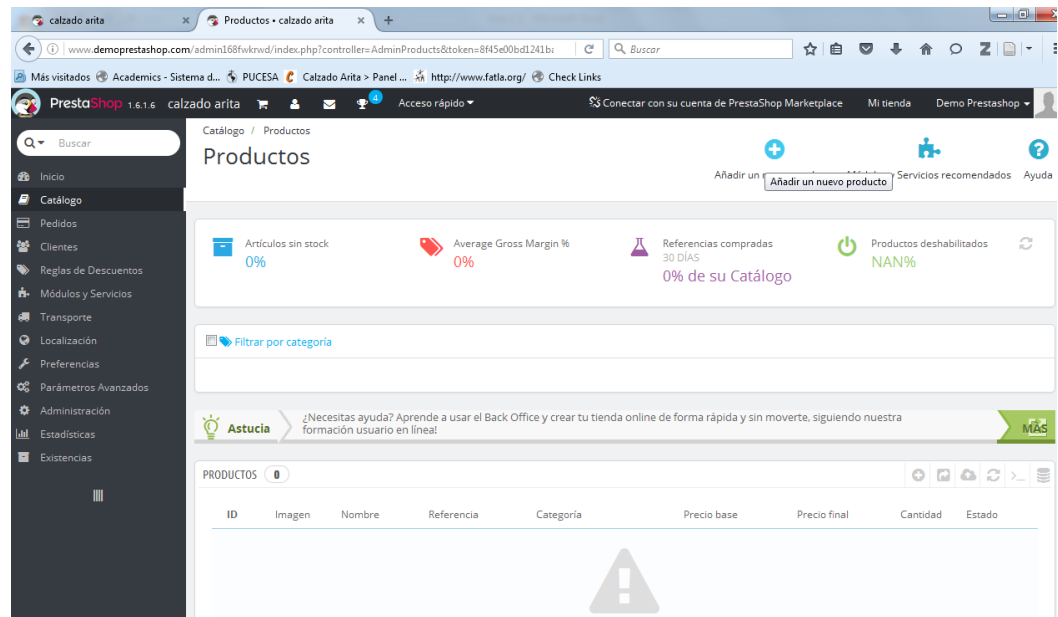 calzado arita × Productos • calzado arita × +
www.demoprestashop.com/admin168fwkrwd/index.php?controller=AdminProducts&token=8f45e00bd1241b Buscar
Más visitados Academics - Sistema d... PUCESA Calzado Arita > Panel ... http://www.fatla.org/ Check Links
PrestaShop 1.6.1.6 calzado arita 4 Acceso rápido Conectar con su cuenta de PrestaShop Marketplace Mi tienda Demo Prestashop
Buscar
Inicio
Catálogo
Pedidos
Clientes
Reglas de Descuentos
Módulos y Servicios
Transporte
Localización
Preferencias
Parámetros Avanzados
Administración
Estadísticas
Existencias
Catálogo / Productos
Productos
Añadir un Servicios recomendados Ayuda
Añadir un nuevo producto
Artículos sin stock
0%
Average Gross Margin %
0%
Referencias compradas
30 DÍAS
0% de su Catálogo
Productos deshabilitados
NAN%
Filtrar por categoría
Astucia
¿Necesitas ayuda? Aprende a usar el Back Office y crear tu tienda online de forma rápida y sin moverte, siguiendo nuestra
formación usuario en línea!
MÁS
PRODUCTOS 0
ID Imagen Nombre Referencia Categoría Precio base Precio final Cantidad Estado